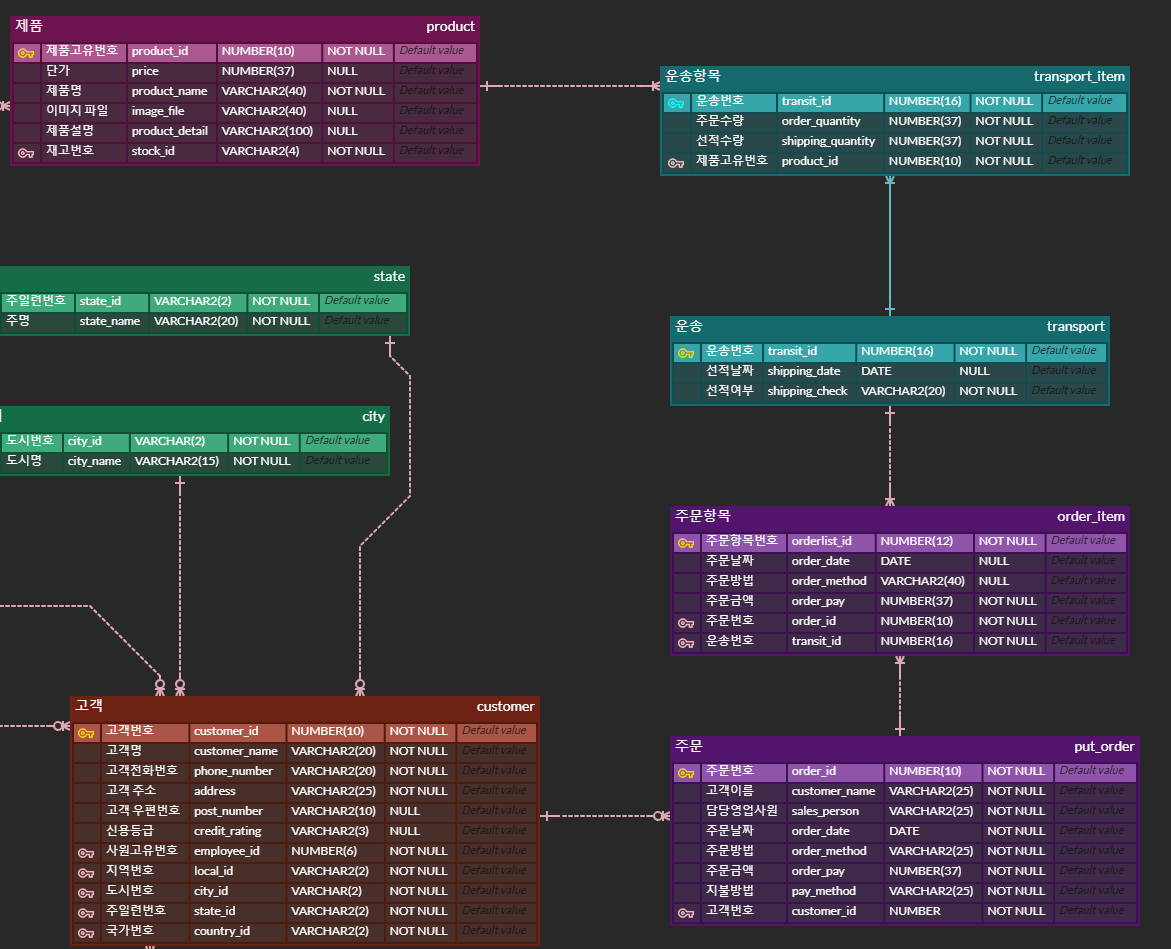 제품 product
제품고유번호 product_id NUMBER(10) NOT NULL Default value
단가 price NUMBER(37) NULL Default value
제품명 product_name VARCHAR2(40) NOT NULL Default value
이미지 파일 image_file VARCHAR2(40) NULL Default value
제품설명 product_detail VARCHAR2(100) NULL Default value
재고번호 stock_id VARCHAR2(4) NOT NULL Default value
운송항목 transport_item
운송번호 transit_id NUMBER(16) NOT NULL Default value
주문수량 order_quantity NUMBER(37) NOT NULL Default value
선적수량 shipping_quantity NUMBER(37) NOT NULL Default value
제품고유번호 product_id NUMBER(10) NOT NULL Default value
state
주일련번호 state_id VARCHAR2(2) NOT NULL Default value
주명 state_name VARCHAR2(20) NOT NULL Default value
운송 transport
운송번호 transit_id NUMBER(16) NOT NULL Default value
선적날짜 shipping_date DATE NULL Default value
선적여부 shipping_check VARCHAR2(20) NOT NULL Default value
city
도시번호 city_id VARCHAR(2) NOT NULL Default value
도시명 city_name VARCHAR2(15) NOT NULL Default value
주문항목 order_item
주문항목번호 orderlist_id NUMBER(12) NOT NULL Default value
주문날짜 order_date DATE NULL Default value
주문방법 order_method VARCHAR2(40) NULL Default value
주문금액 order_pay NUMBER(37) NOT NULL Default value
주문번호 order_id NUMBER(10) NOT NULL Default value
운송번호 transit_id NUMBER(16) NOT NULL Default value
고객 customer
고객번호 customer_id NUMBER(10) NOT NULL Default value
고객명 customer_name VARCHAR2(20) NOT NULL Default value
고객전화번호 phone_number VARCHAR2(20) NOT NULL Default value
고객 주소 address VARCHAR2(25) NOT NULL Default value
고객 우편번호 post_number VARCHAR2(10) NULL Default value
신용등급 credit_rating VARCHAR2(3) NULL Default value
사원고유번호 employee_id NUMBER(6) NOT NULL Default value
지역번호 local_id VARCHAR2(2) NOT NULL Default value
도시번호 city_id VARCHAR(2) NOT NULL Default value
주일련번호 state_id VARCHAR2(2) NOT NULL Default value
국가번호 country_id VARCHAR2(2) NOT NULL Default value
주문 put_order
주문번호 order_id NUMBER(10) NOT NULL Default value
고객이름 customer_name VARCHAR2(25) NOT NULL Default value
담당영업사원 sales_person VARCHAR2(25) NOT NULL Default value
주문날짜 order_date DATE NOT NULL Default value
주문방법 order_method VARCHAR2(25) NOT NULL Default value
주문금액 order_pay NUMBER(37) NOT NULL Default value
지불방법 pay_method VARCHAR2(25) NOT NULL Default value
고객번호 customer_id NUMBER NOT NULL Default value